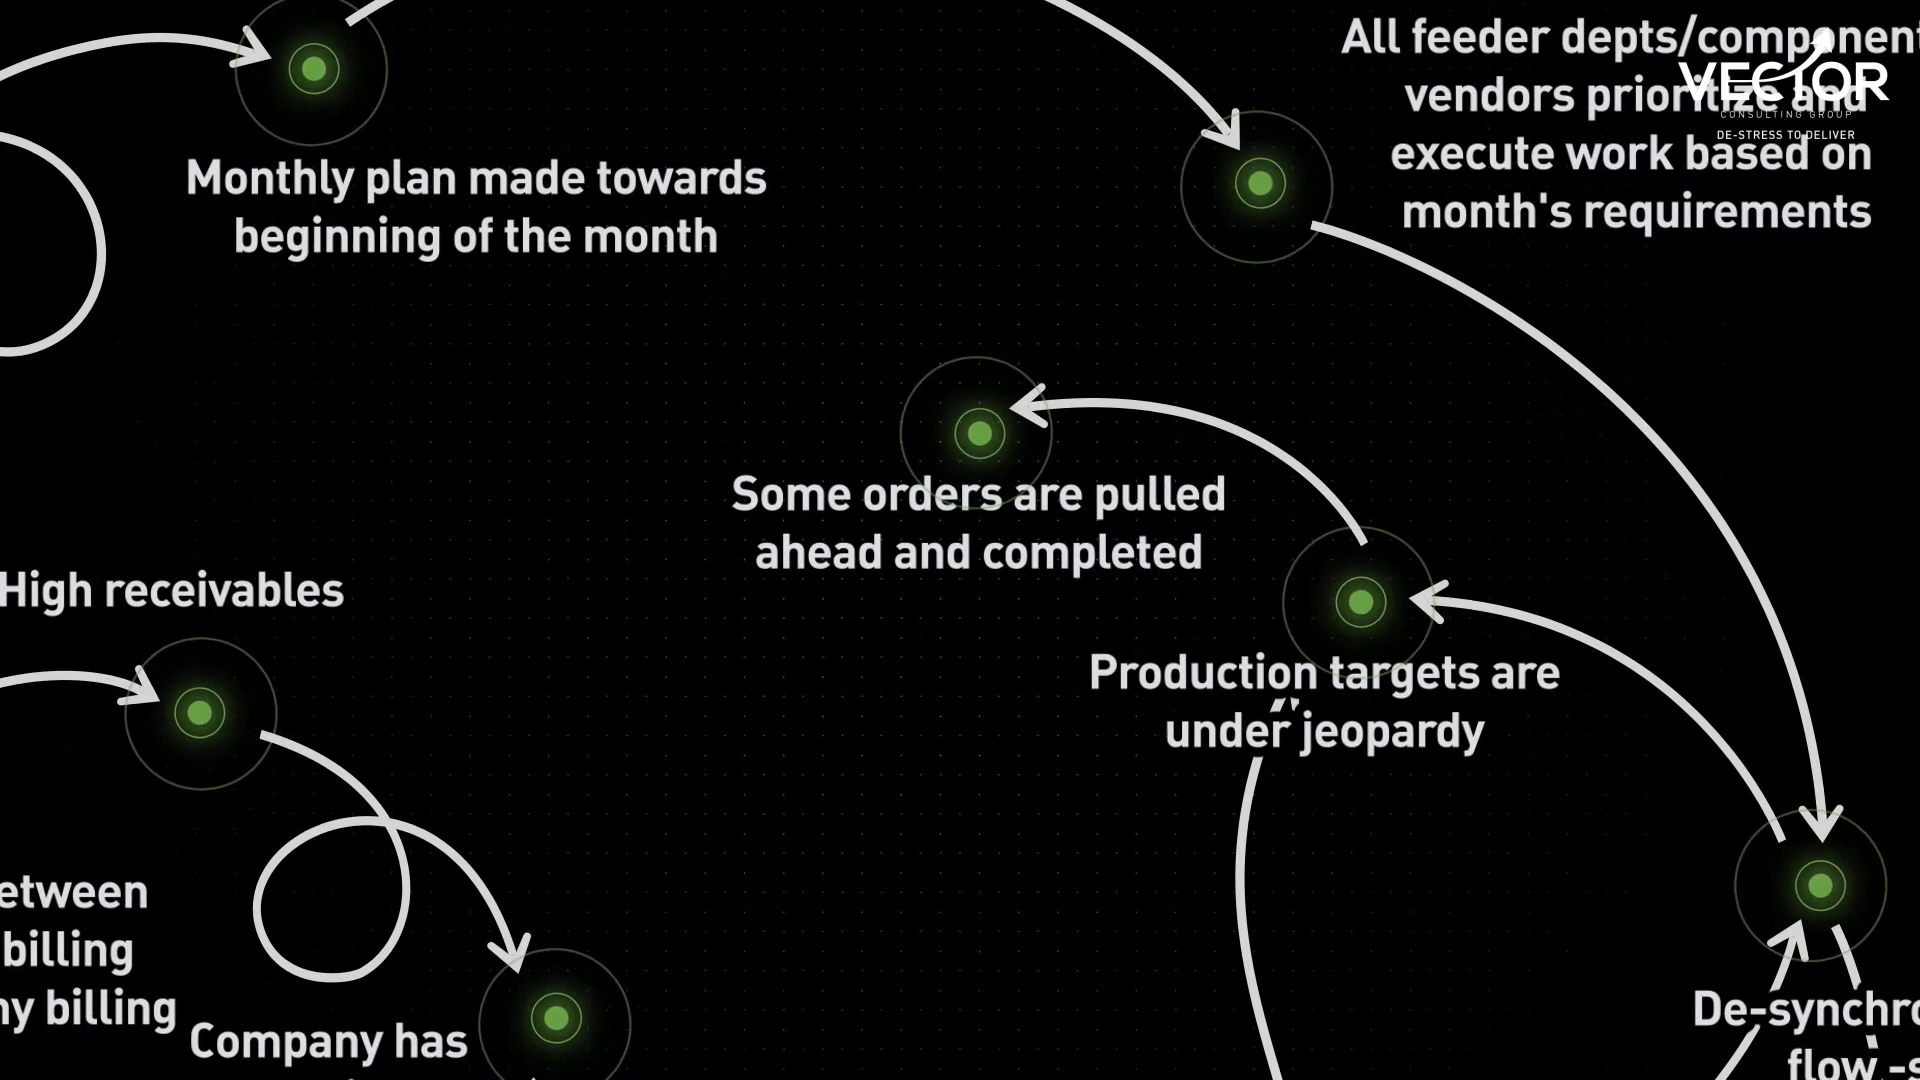 All feeder depts/component
vendors prioritize and
execute work based on
month's requirements
VECTOR
CONSULTING GROUP
DE-STRESS TO DELIVER
Monthly plan made towards
beginning of the month
Some orders are pulled
ahead and completed
High receivables
Production targets are
under jeopardy
etween
billing
ny billing
Company has
De-synchro
flow -s